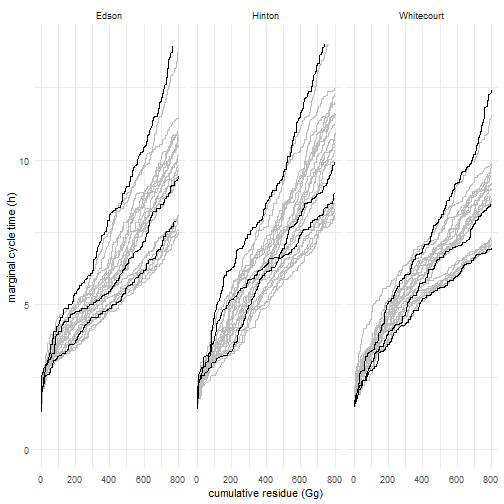 Edson Hinton Whitecourt
marginal cycle time (h)
10
5
0
0 200 400 600 800 0 200 400 600 800 0 200 400 600 800
cumulative residue (Gg)